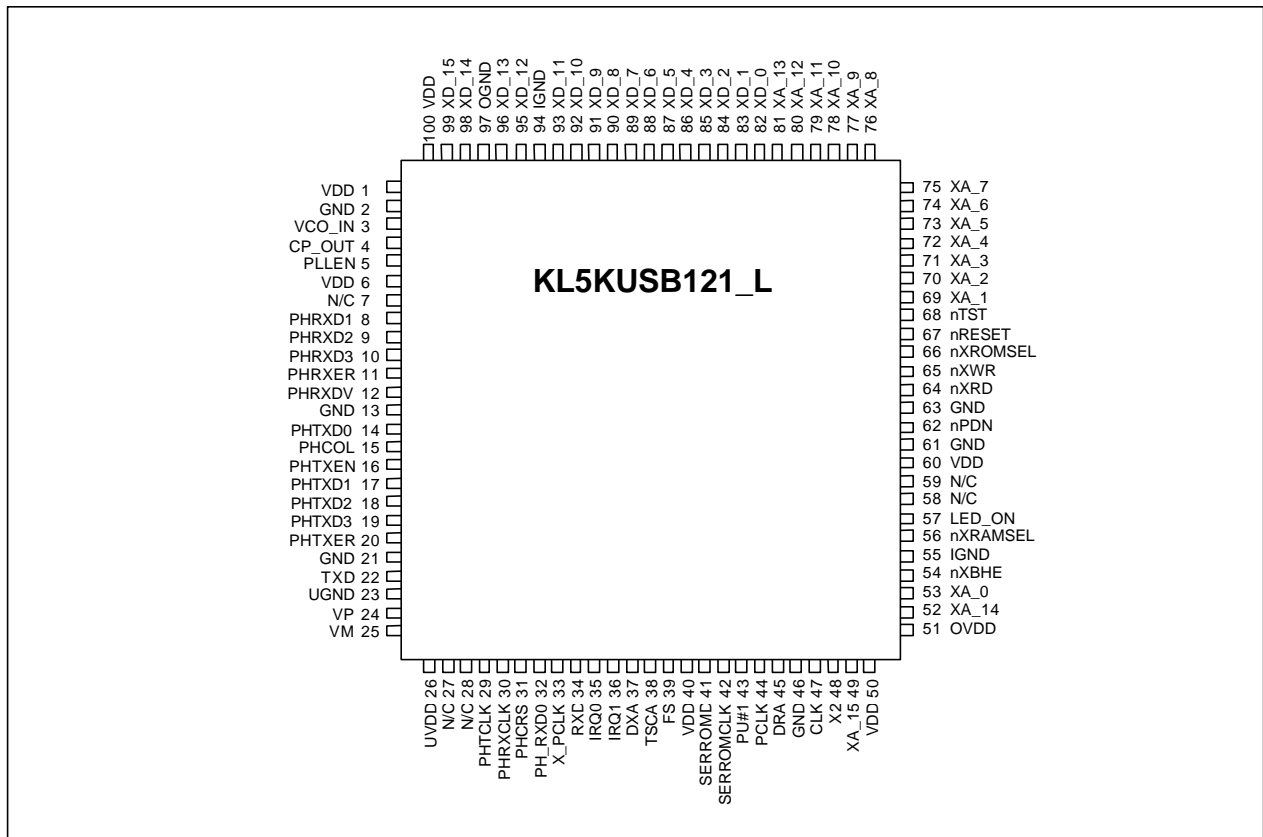 100 VDD
99 XD_15
98 XD_14
97 OGND
96 XD_13
95 XD_12
94 IGND
93 XD_11
92 XD_10
91 XD_9
90 XD_8
89 XD_7
88 XD_6
87 XD_5
86 XD_4
85 XD_3
84 XD_2
83 XD_1
82 XD_0
81 XA_13
80 XA_12
79 XA_11
78 XA_10
77 XA_9
76 XA_8
VDD 1
GND 2
VCO_IN 3
CP_OUT 4
PLLEN 5
VDD 6
N/C 7
PHRXD1 8
PHRXD2 9
PHRXD3 10
PHRXER 11
PHRXDV 12
GND 13
PHTXD0 14
PHCOL 15
PHTXEN 16
PHTXD1 17
PHTXD2 18
PHTXD3 19
PHTXER 20
GND 21
TXD 22
UGND 23
VP 24
VM 25
KL5KUSB121_L
75 XA_7
74 XA_6
73 XA_5
72 XA_4
71 XA_3
70 XA_2
69 XA_1
68 nTST
67 nRESET
66 nXROMSEL
65 nXWR
64 nXRD
63 GND
62 nPDN
61 GND
60 VDD
59 N/C
58 N/C
57 LED_ON
56 nXRAMSEL
55 IGND
54 nXBHE
53 XA_0
52 XA_14
51 OVDD
UVDD 26
N/C 27
N/C 28
PHTCLK 29
PHRXCLK 30
PHCRS 31
PH_RXD0 32
X_PCLK 33
RXD 34
IRQ0 35
IRQ1 36
DXA 37
TSCA 38
FS 39
VDD 40
SERROMD 41
SERROMCLK 42
PU#1 43
PCLK 44
DRA 45
GND 46
CLK 47
X2 48
XA_15 49
VDD 50